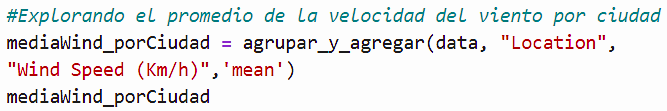 #Explorando el promedio de la velocidad del viento por ciudad
mediaWind_porCiudad = agrupar_y_agregar(data, "Location",
"Wind Speed (Km/h)",'mean')
mediaWind_porCiudad